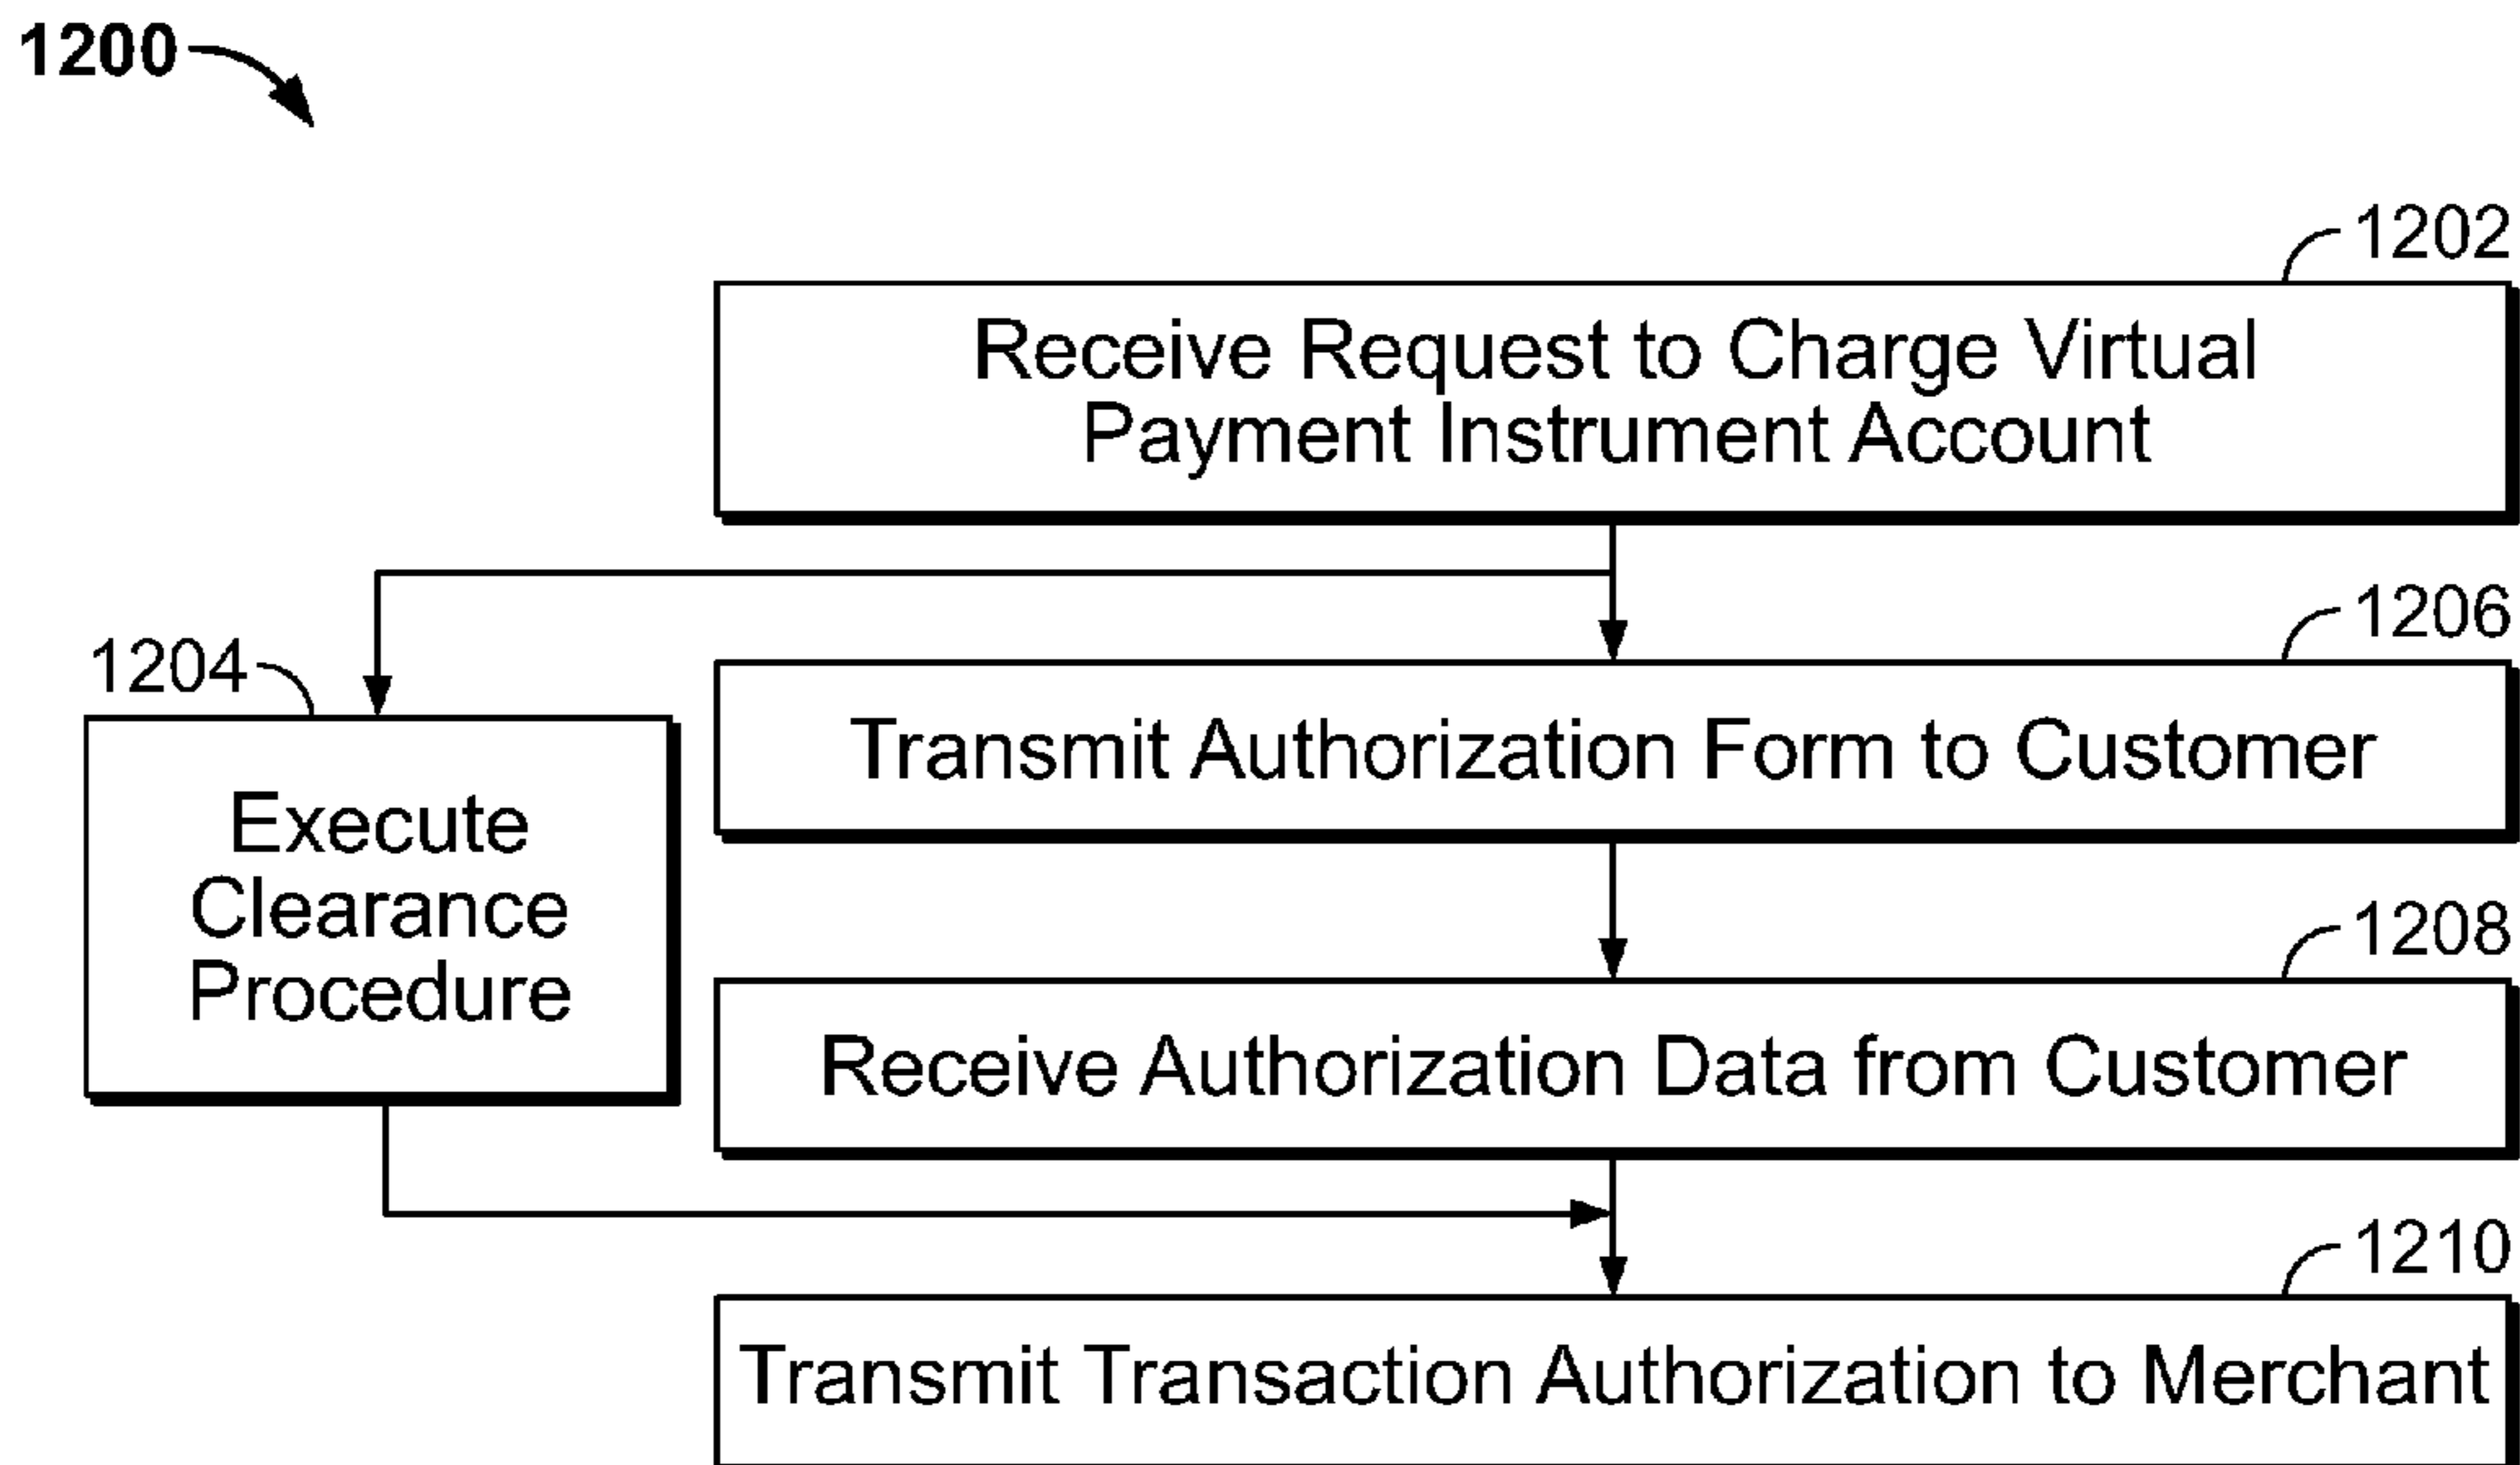 1200
1202
Receive Request to Charge Virtual
Payment Instrument Account
1206
Transmit Authorization Form to Customer
1204
Execute
Clearance
Procedure
1208
Receive Authorization Data from Customer
1210
Transmit Transaction Authorization to Merchant